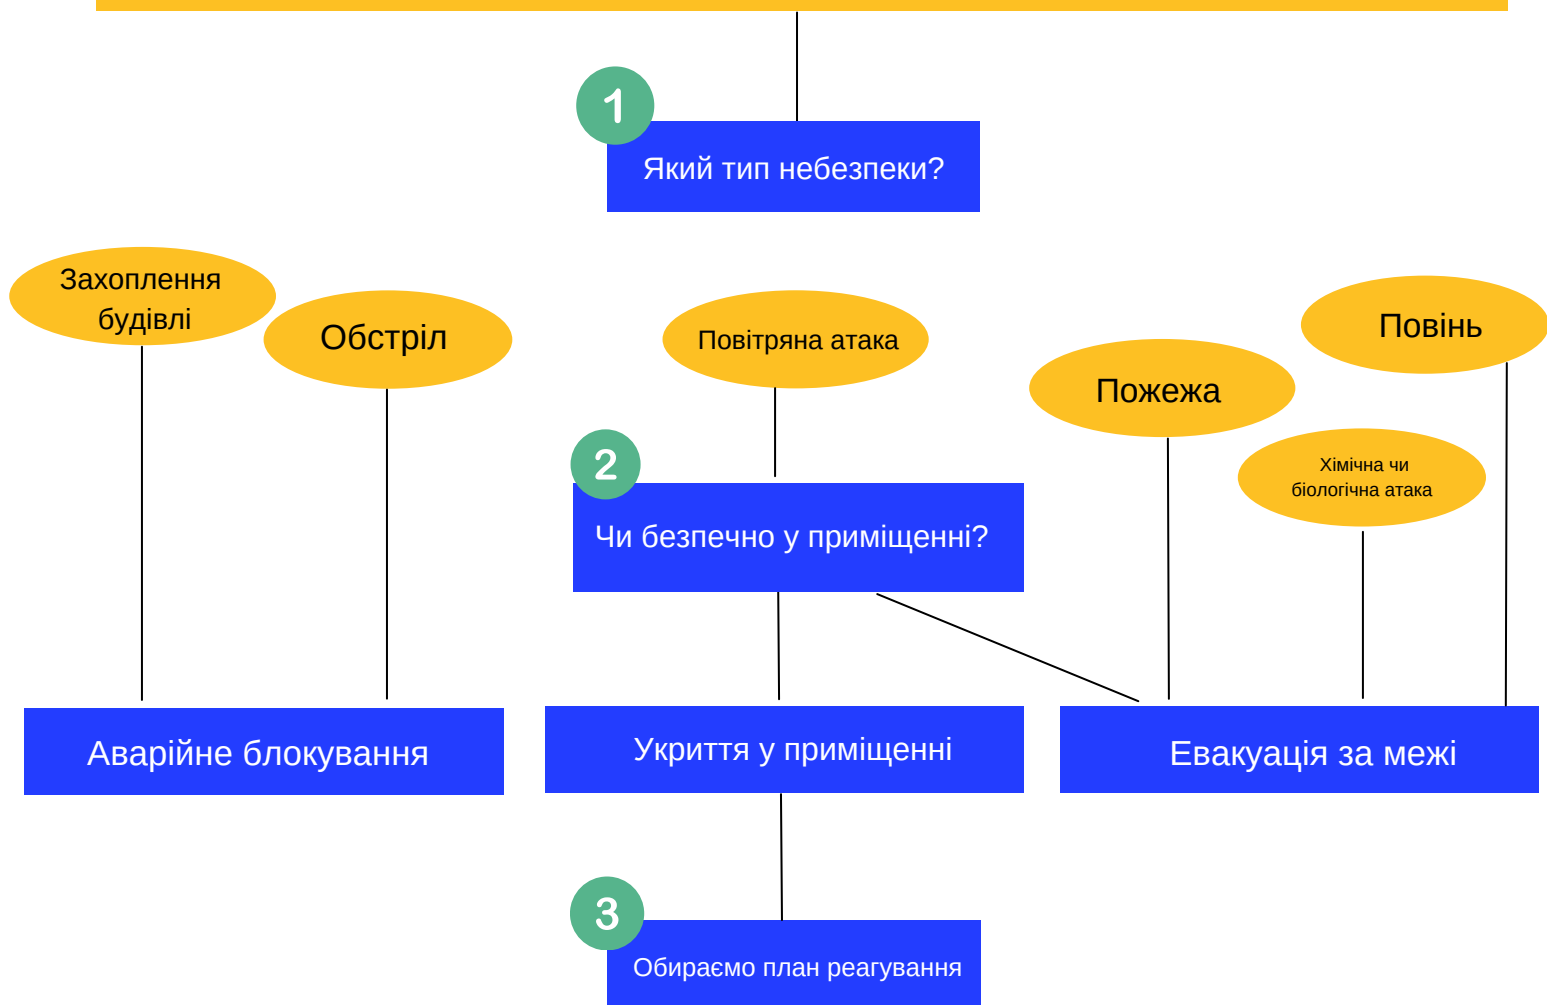 1
Який тип небезпеки?
Захоплення
будівлі
Обстріл
Повітряна атака
Повінь
Пожежа
Хімічна чи
біологічна атака
2
Чи безпечно у приміщенні?
Аварійне блокування
Укриття у приміщенні
Евакуація за межі
3
Обираємо план реагування